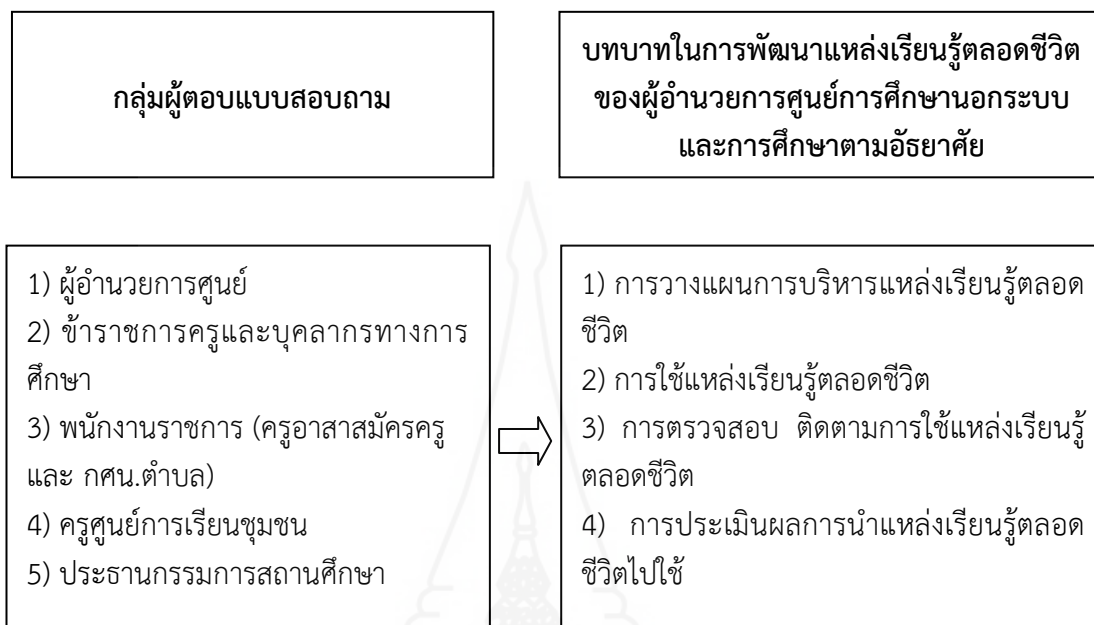 กลุ่มผู้ตอบแบบสอบถาม
บทบาทในการพัฒนาแหล่งเรียนรู้ตลอดชีวิต
ของผู้อำนวยการศูนย์การศึกษานอกระบบ
และการศึกษาตามอัธยาศัย
1) ผู้อำนวยการศูนย์
2) ข้าราชการครูและบุคลากรทางการ
ศึกษา
3) พนักงานราชการ (ครูอาสาสมัครครู
และ กศน.ตำบล)
4) ครูศูนย์การเรียนชุมชน
5) ประธานกรรมการสถานศึกษา
1) การวางแผนการบริหารแหล่งเรียนรู้ตลอด
ชีวิต
2) การใช้แหล่งเรียนรู้ตลอดชีวิต
3) การตรวจสอบ ติดตามการใช้แหล่งเรียนรู้
ตลอดชีวิต
4) การประเมินผลการนำแหล่งเรียนรู้ตลอด
ชีวิตไปใช้